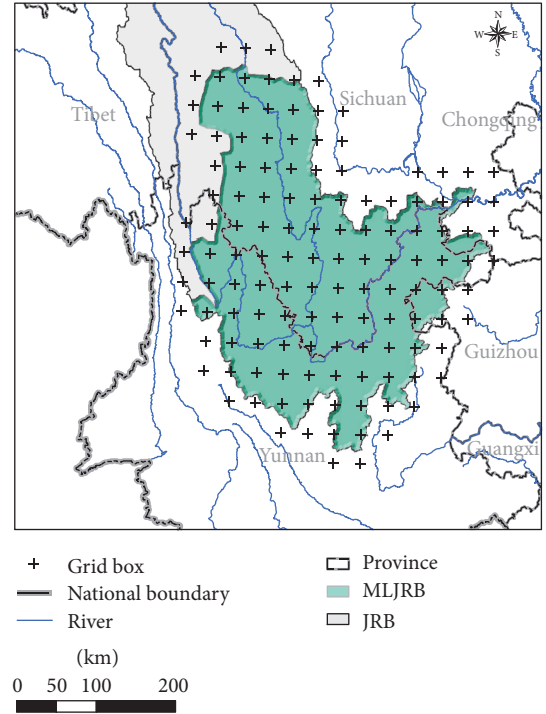 N
W E
S
Sichuan
Tibet
Chongqing
Guizhou
Guangxi
Yunnan
Grid box
National boundary
River
Province
MLJRB
JRB
(km)
0 50 100 200